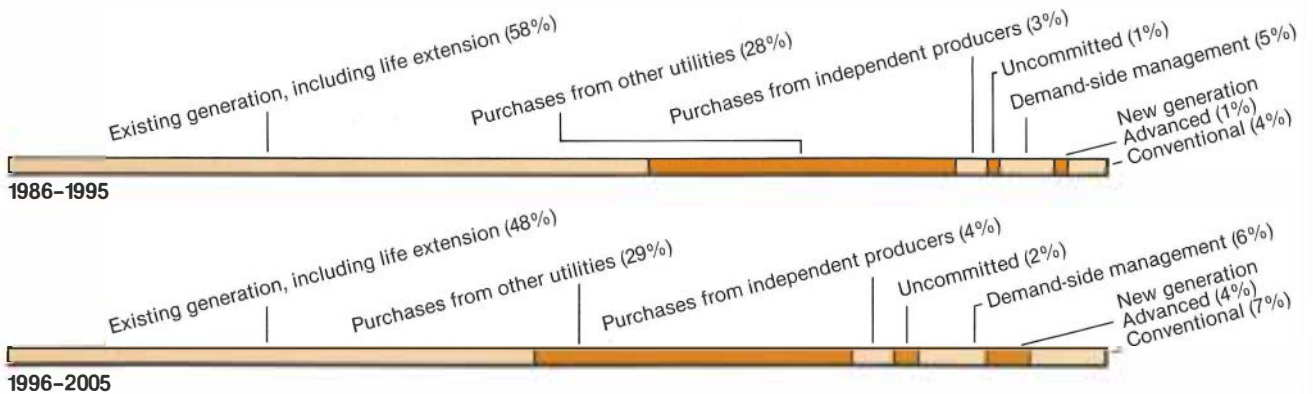 Existing generation, including life extension (58%)
Purchases from other utilities (28%)
Purchases from independent producers (3%)
Uncommitted (1%)
Demand-side management (5%)
New generation
Advanced (1%)
Conventional (4%)
1986–1995
Existing generation, including life extension (48%)
Purchases from other utilities (29%)
Purchases from independent producers (4%)
Uncommitted (2%)
Demand-side management (6%)
New generation
Advanced (4%)
Conventional (7%)
1996–2005